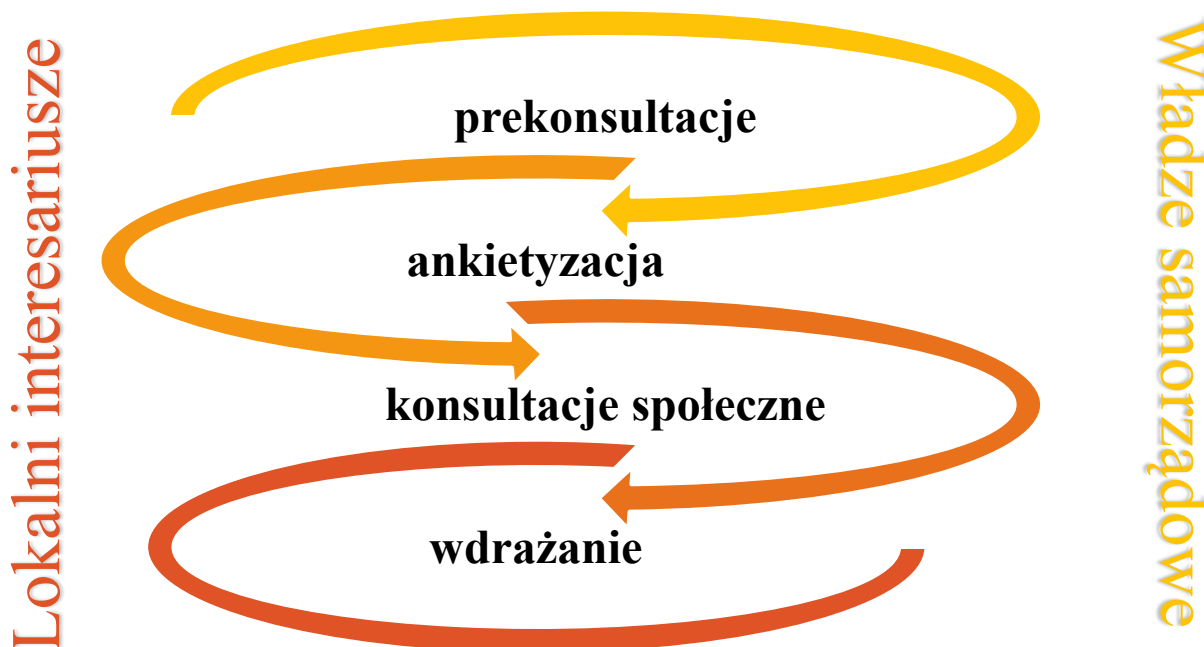 Lokalni interesariusze
prekonsultacje
ankietyzacja
konsultacje społeczne
wdrażanie
Władze samorządowe